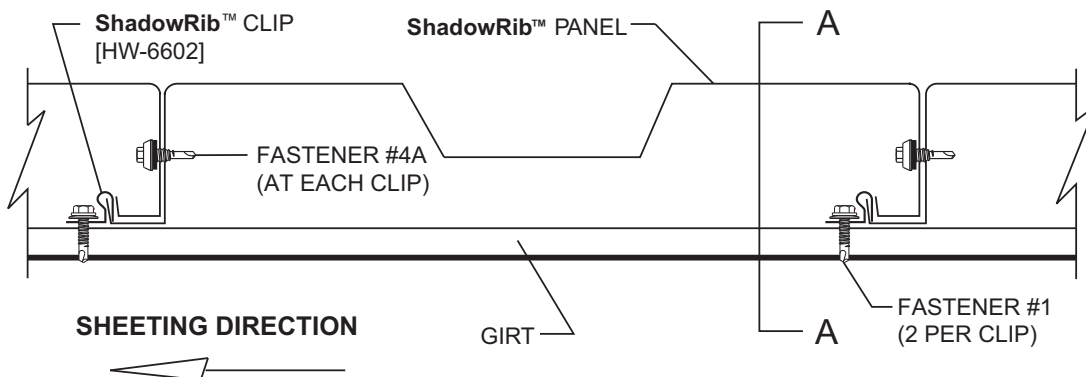 ShadowRib™ CLIP
[HW-6602]
ShadowRib™ PANEL
A
FASTENER #4A
(AT EACH CLIP)
FASTENER #1
(2 PER CLIP)
SHEETING DIRECTION
GIRT
A